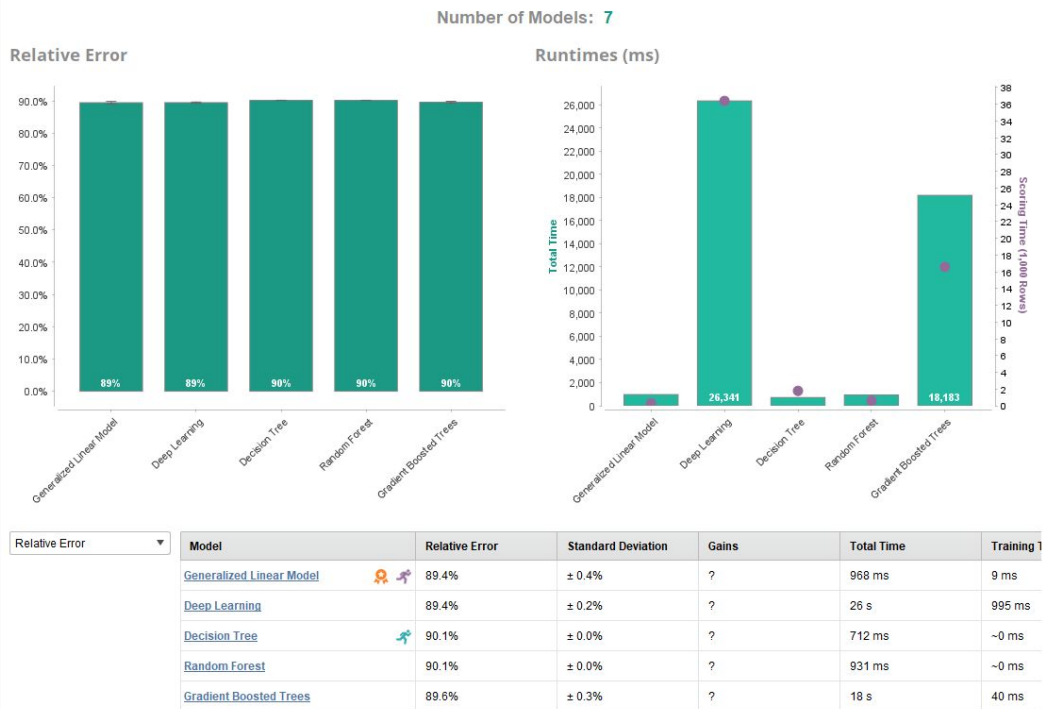 Number of Models: 7
Relative Error
90.0%
80.0%
70.0%
60.0%
50.0%
40.0%
30.0%
20.0%
10.0%
0.0%
89%
89%
90%
90%
90%
Generalized Linear Model
Deep Learning
Decision Tree
Random Forest
Gradient Boosted Trees
Runtimes (ms)
Total Time
26,000
24,000
22,000
20,000
18,000
16,000
14,000
12,000
10,000
8,000
6,000
4,000
2,000
0
26,341
18,183
38
36
34
32
30
28
26
24
22
20
18
16
14
12
10
8
6
4
2
0
Scoring Time (1,000 Rows)
Generalized Linear Model
Deep Learning
Decision Tree
Random Forest
Gradient Boosted Trees
Relative Error
Model Relative Error Standard Deviation Gains Total Time Training T
Generalized Linear Model 89.4% ± 0.4% ? 968 ms 9 ms
Deep Learning 89.4% ± 0.2% ? 26 s 995 ms
Decision Tree 90.1% ± 0.0% ? 712 ms ~0 ms
Random Forest 90.1% ± 0.0% ? 931 ms ~0 ms
Gradient Boosted Trees 89.6% ± 0.3% ? 18 s 40 ms